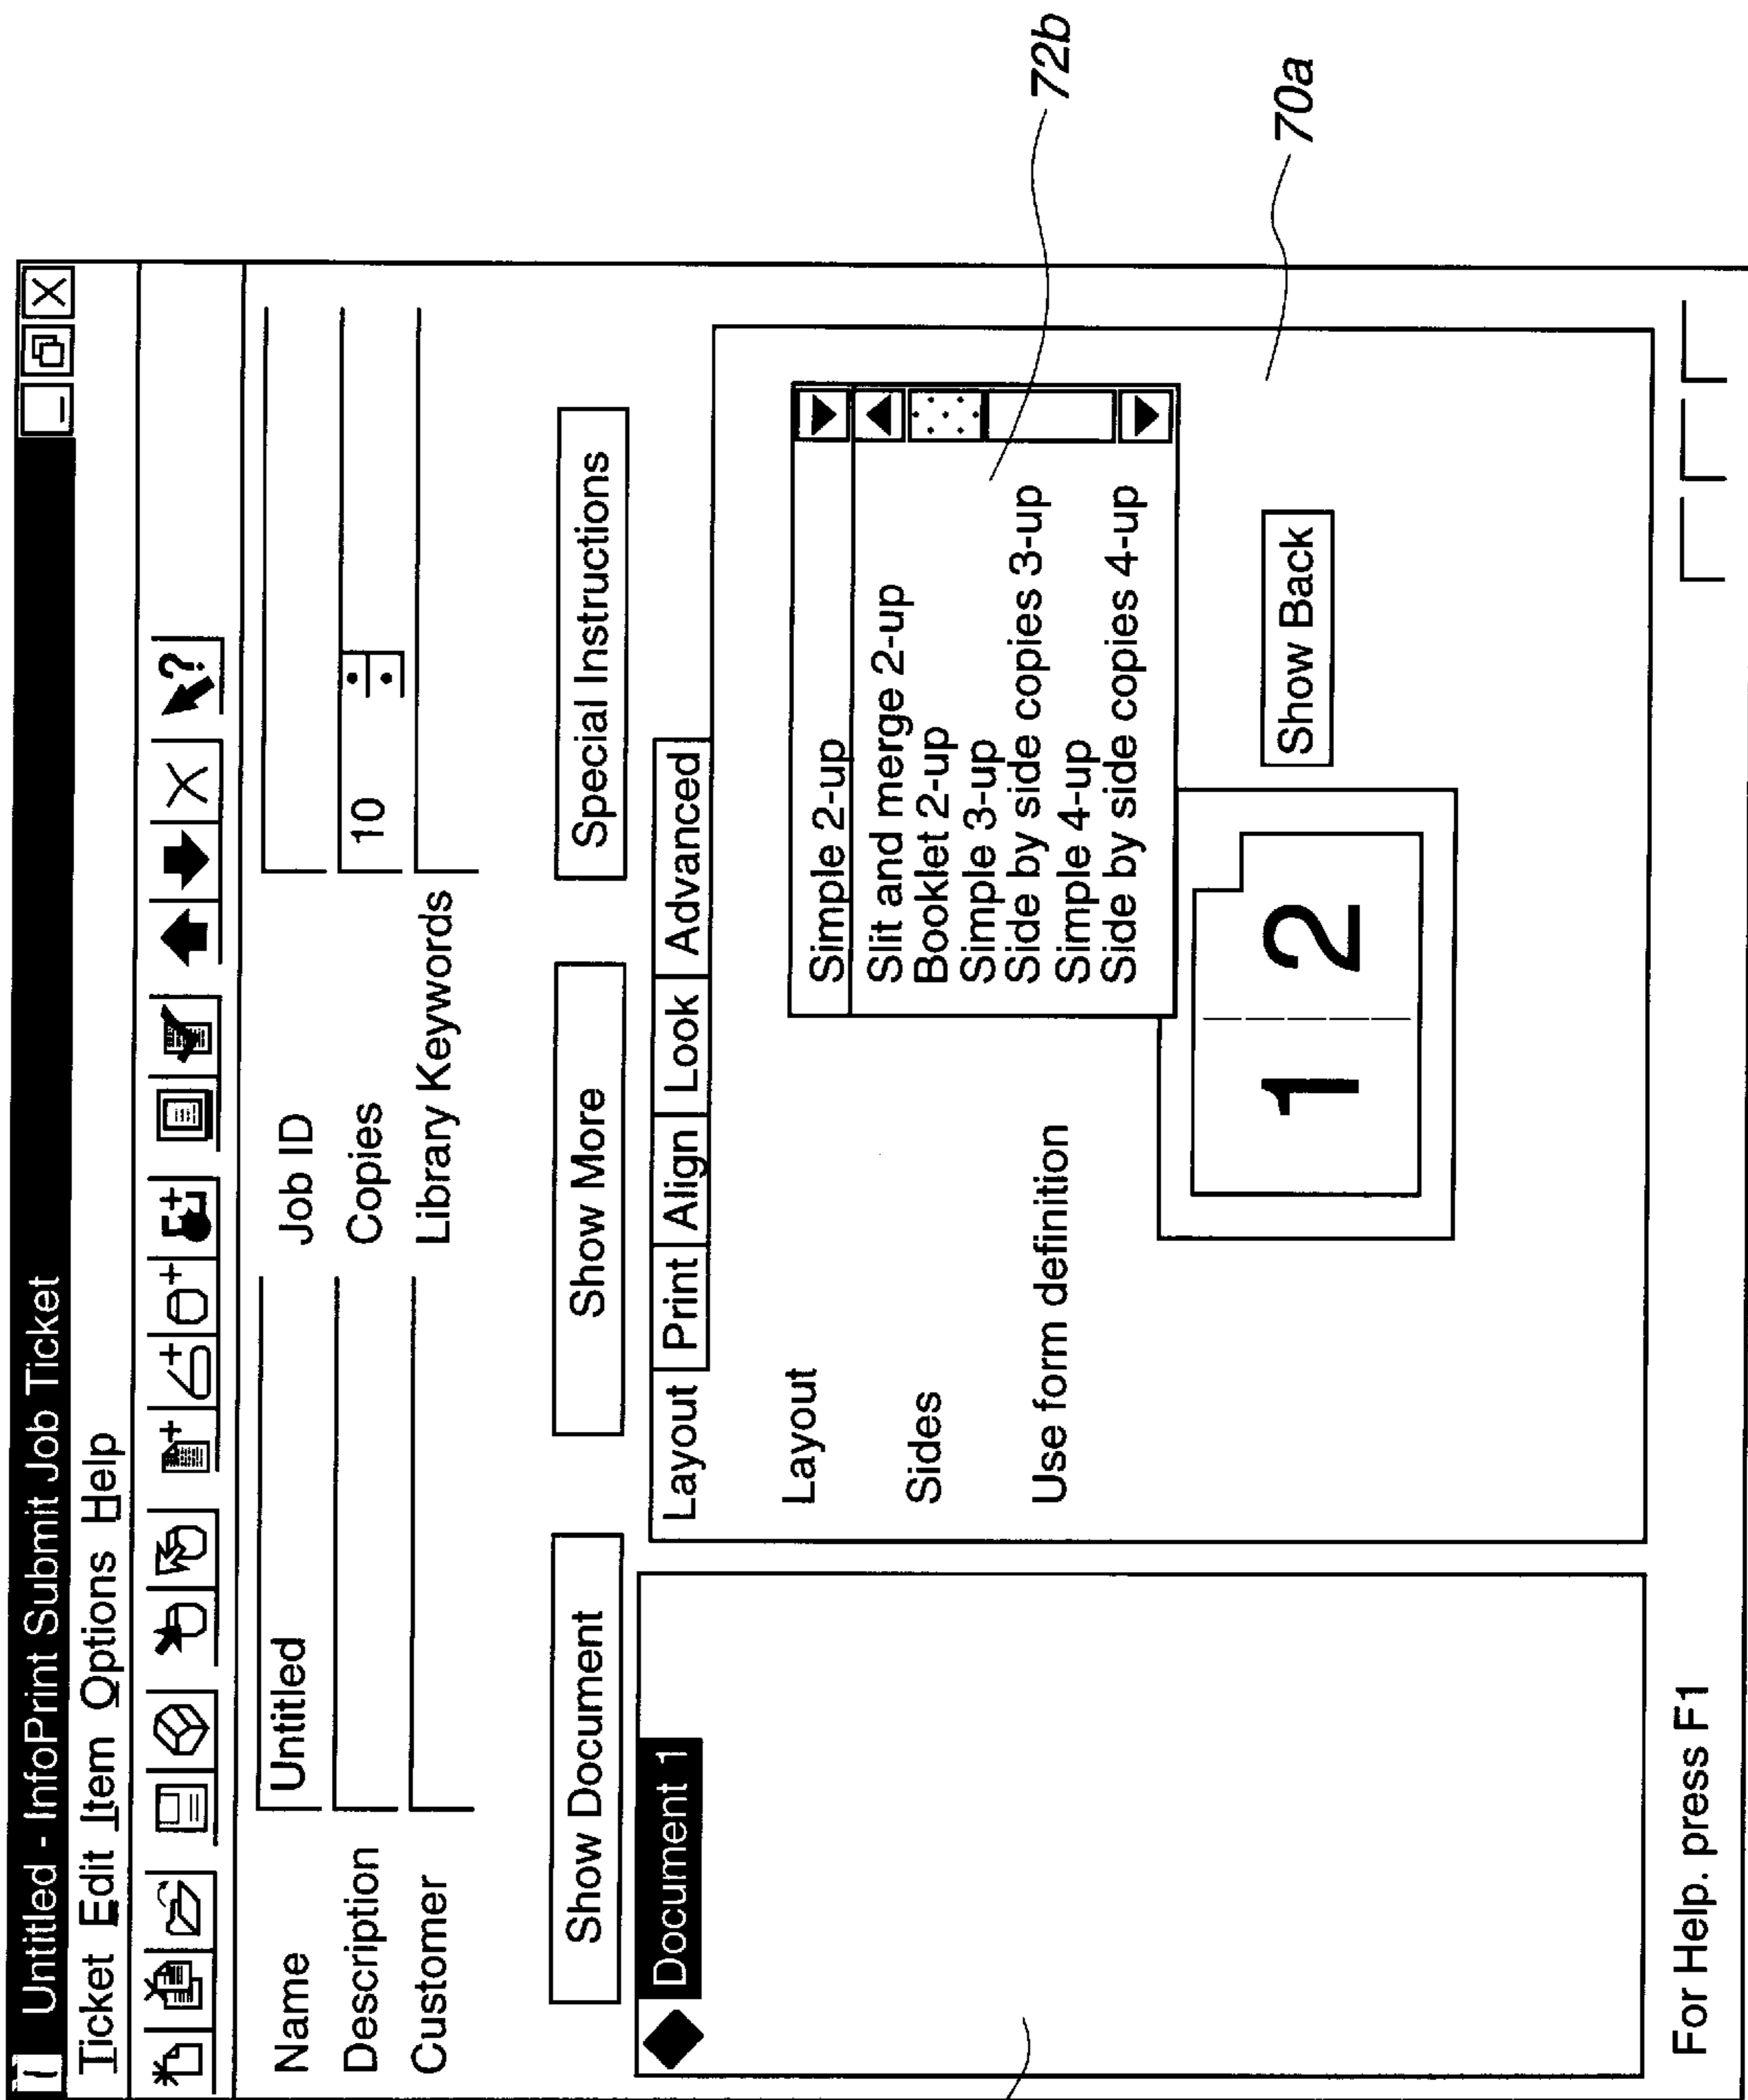 Untitled - InfoPrint Submit Job Ticket
Ticket Edit Item Options Help
Name Untitled Job ID
Description Copies 10
Customer Library Keywords
Show Document Show More Special Instructions
Document 1
Layout Print Align Look Advanced
Layout Simple 2-up
Slit and merge 2-up
Sides Booklet 2-up
Simple 3-up
Side by side copies 3-up
Use form definition Simple 4-up
Side by side copies 4-up
1 2
Show Back
For Help. press F1
72b
70a